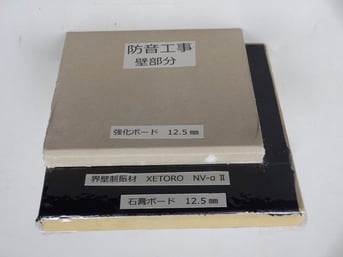 防音工事
壁部分
強化ボード 12.5㎜
界壁制振材 XETORO NV-α Ⅱ
石膏ボード 12.5㎜